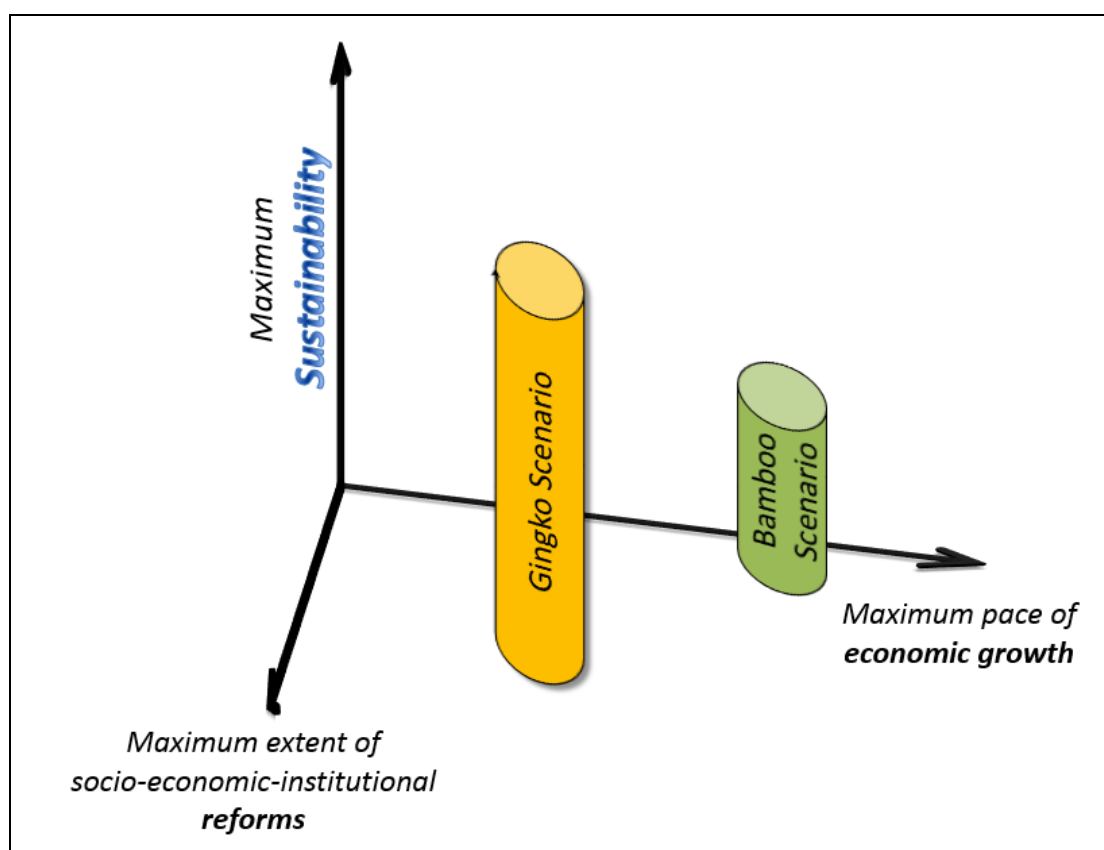 Maximum
Sustainability
Gingko Scenario
Bamboo
Scenario
Maximum pace of
economic growth
Maximum extent of
socio-economic-institutional
reforms